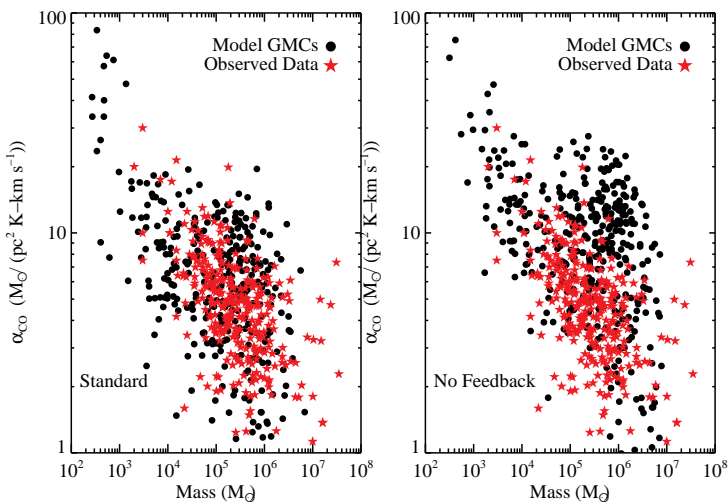 100
10
1
α_CO (M_⊙/ (pc² K–km s⁻¹))
Model GMCs
Observed Data
Standard
10² 10³ 10⁴ 10⁵ 10⁶ 10⁷ 10⁸
Mass (M_⊙)
100
10
1
α_CO (M_⊙/ (pc² K–km s⁻¹))
Model GMCs
Observed Data
No Feedback
10² 10³ 10⁴ 10⁵ 10⁶ 10⁷ 10⁸
Mass (M_⊙)